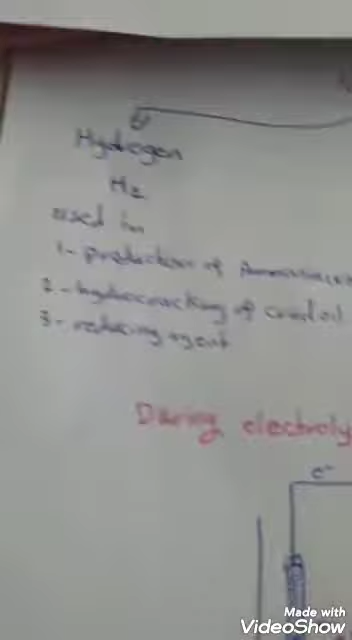 Hydrogen
H2
used in
1- production of Ammonia
2- hydrocracking of crude oil
3- reducing agent
During electroly
e-
Made with
VideoShow